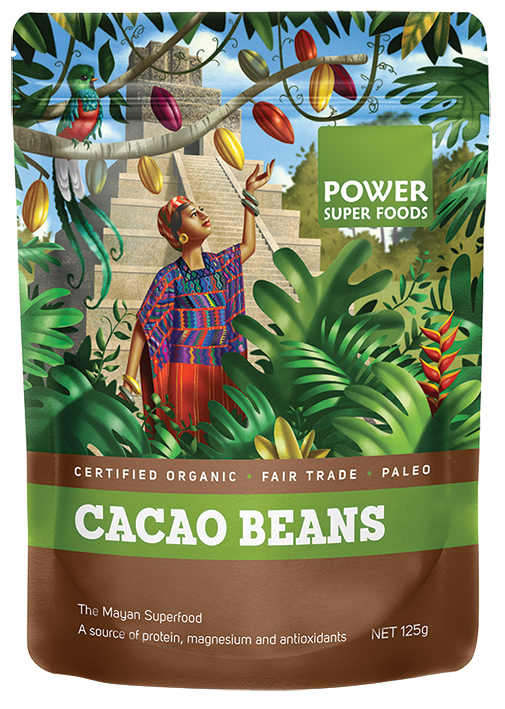 POWER
SUPER FOODS
CERTIFIED ORGANIC • FAIR TRADE • PALEO
CACAO BEANS
The Mayan Superfood
A source of protein, magnesium and antioxidants
NET 125g